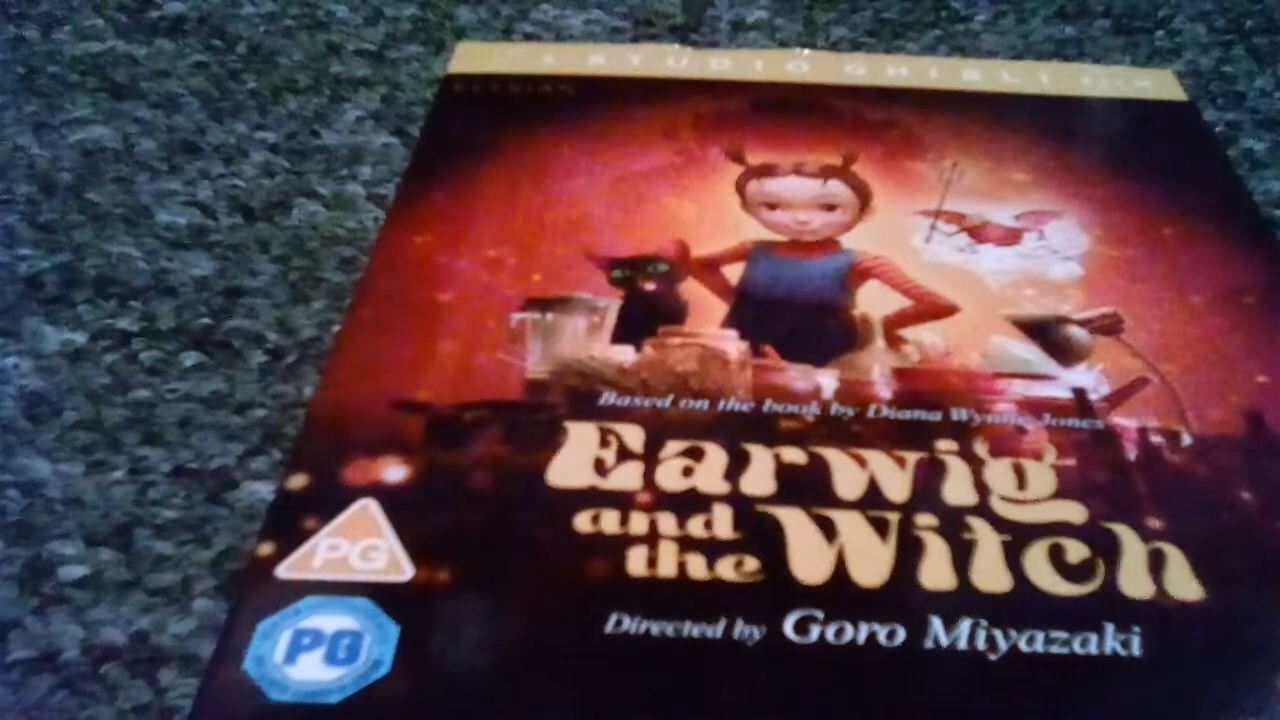 A STUDIO GHIBLI FILM
ELYSIAN
Based on the book by Diana Wynne Jones
Earwig
and
the Witch
PG
PG
Directed by Goro Miyazaki